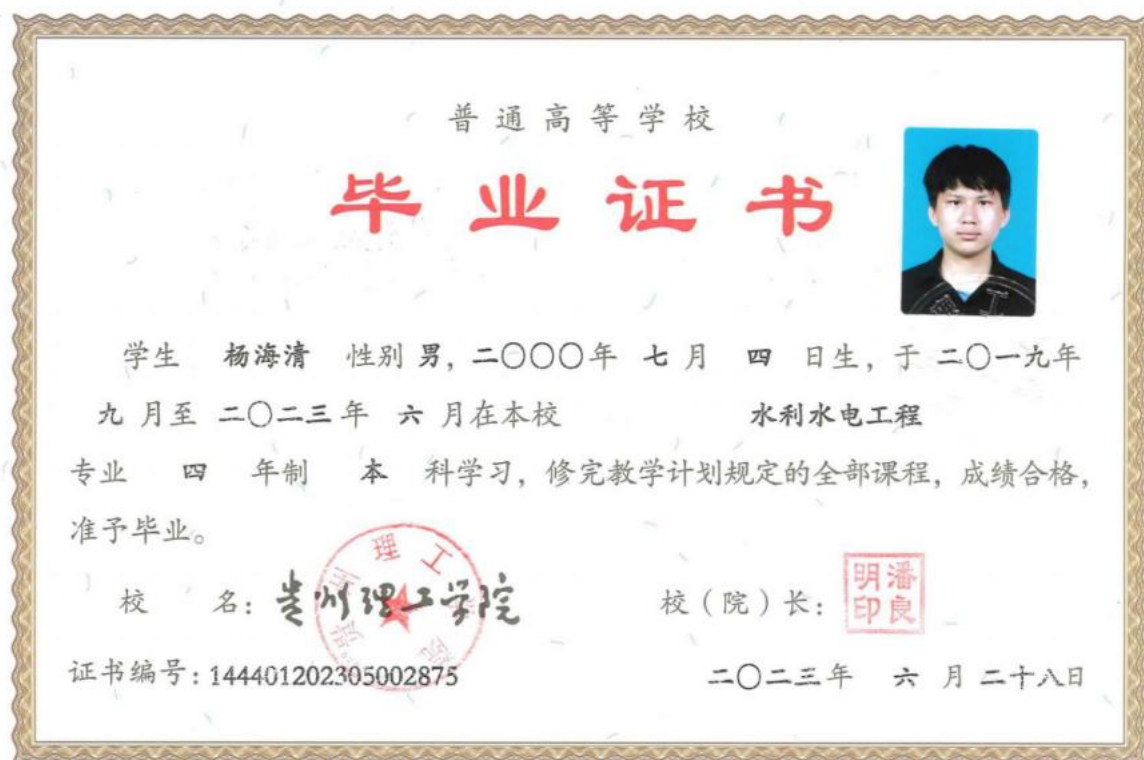 普通高等学校
毕业证书
学生 杨海清 性别 男, 二〇〇〇年 七 月 四 日生, 于 二〇一九年
九 月至 二〇二三年 六 月在本校 水利水电工程
专业 四 年制 本 科学习, 修完教学计划规定的全部课程, 成绩合格,
准予毕业。
校 名: 贵州理工学院 校(院)长: 潘良明印
证书编号: 144401202305002875 二〇二三年 六 月 二十八日
贵州理工学院